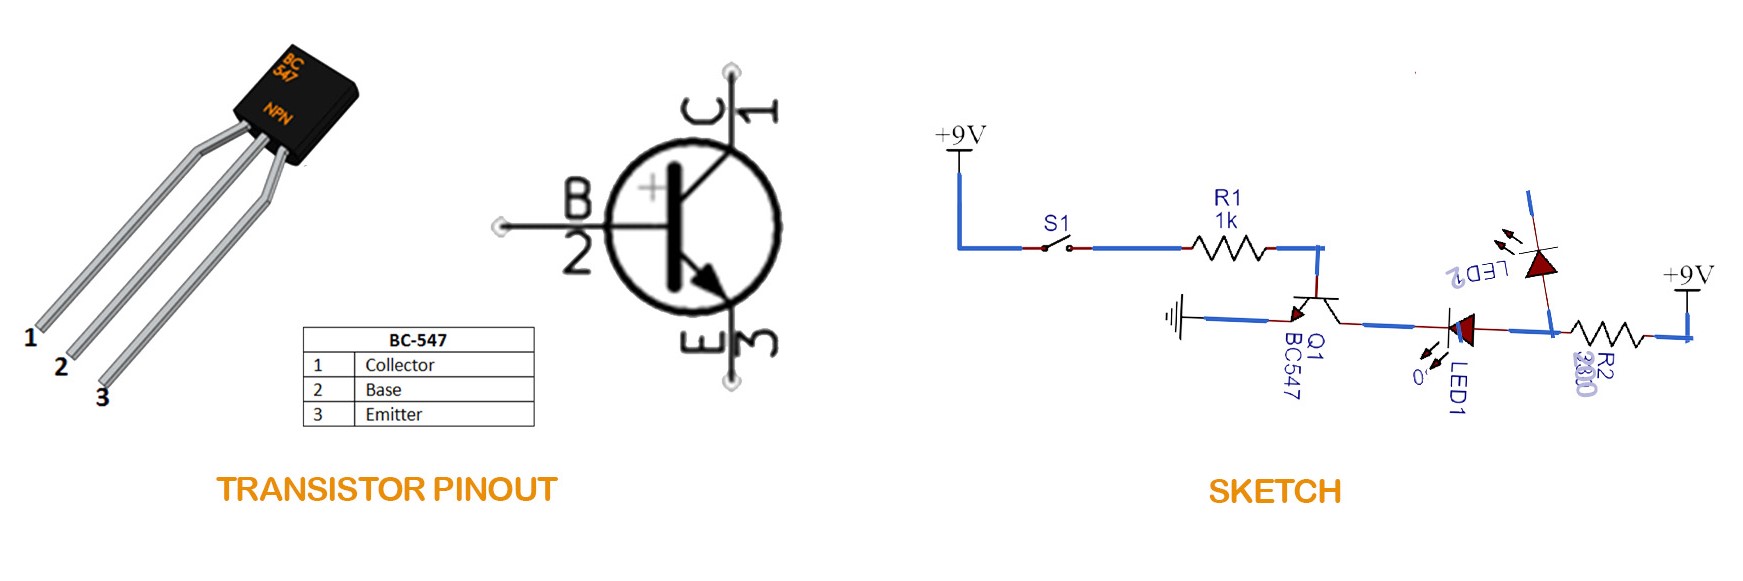 BC
547
NPN
1
2
3
BC-547
1 Collector
2 Base
3 Emitter
C
1
B
2
E
3
TRANSISTOR PINOUT
+9V
S1
R1
1k
Q1
BC547
LED2
LED1
R2
+9V
SKETCH